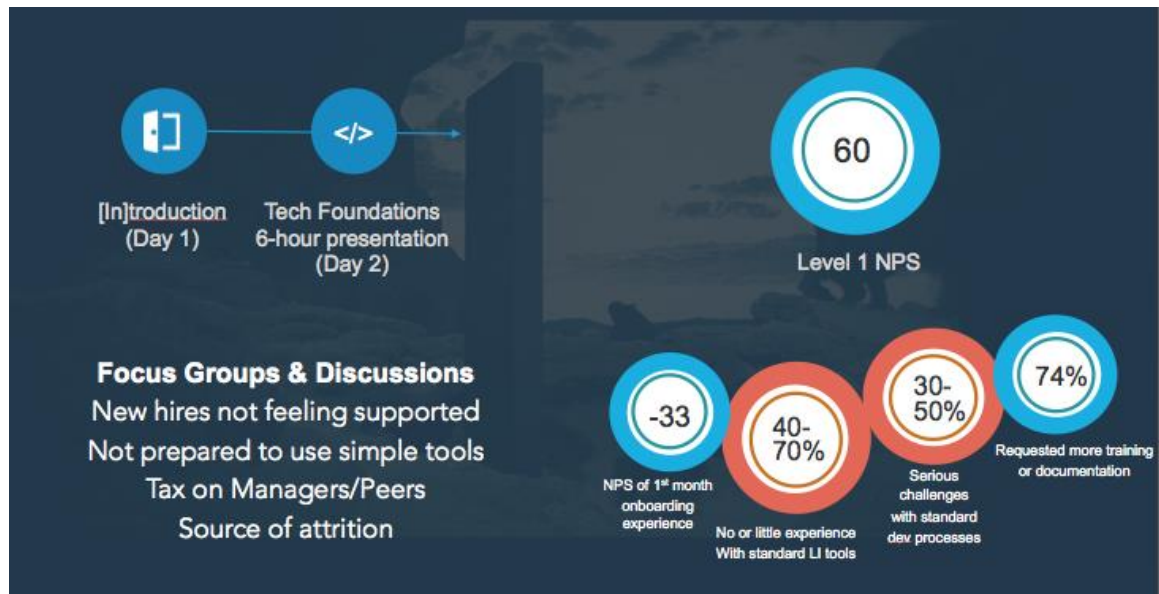 </>
[In]troduction
(Day 1)
Tech Foundations
6-hour presentation
(Day 2)
60
Level 1 NPS
Focus Groups & Discussions
New hires not feeling supported
Not prepared to use simple tools
Tax on Managers/Peers
Source of attrition
-33
NPS of 1st month
onboarding
experience
40-
70%
No or little experience
With standard LI tools
30-
50%
Serious
challenges
with standard
dev processes
74%
Requested more training
or documentation